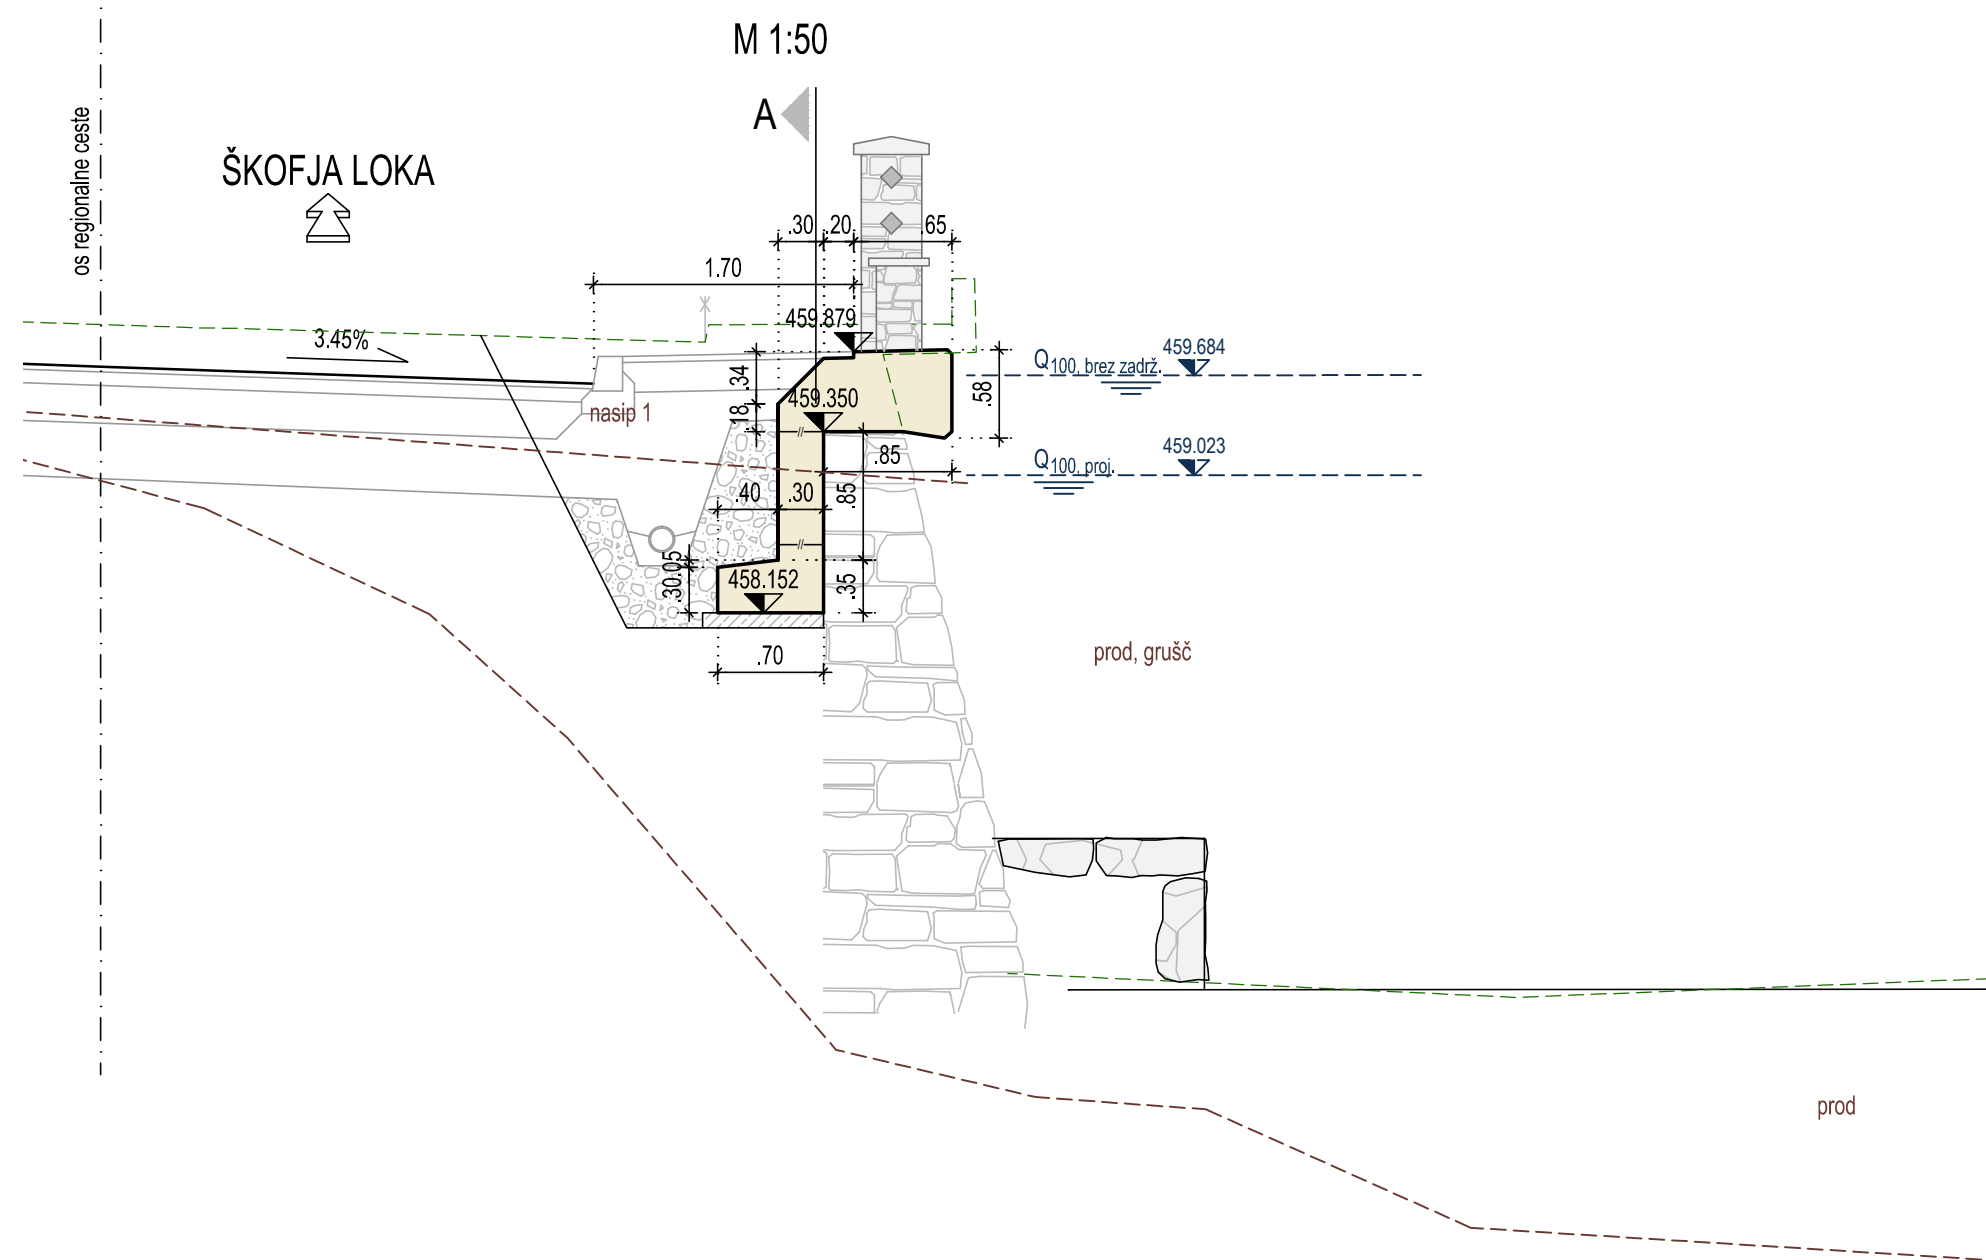 M 1:50
A
os regionalne ceste
ŠKOFJA LOKA
.30
.20
.65
1.70
459.879
3.45%
459.684
Q100, brez zadrž.
.34
.58
459.350
nasip 1
.18
459.023
Q100, proj.
.85
.40
.30
.85
.05
.30
458.152
.35
.70
prod, grušč
prod